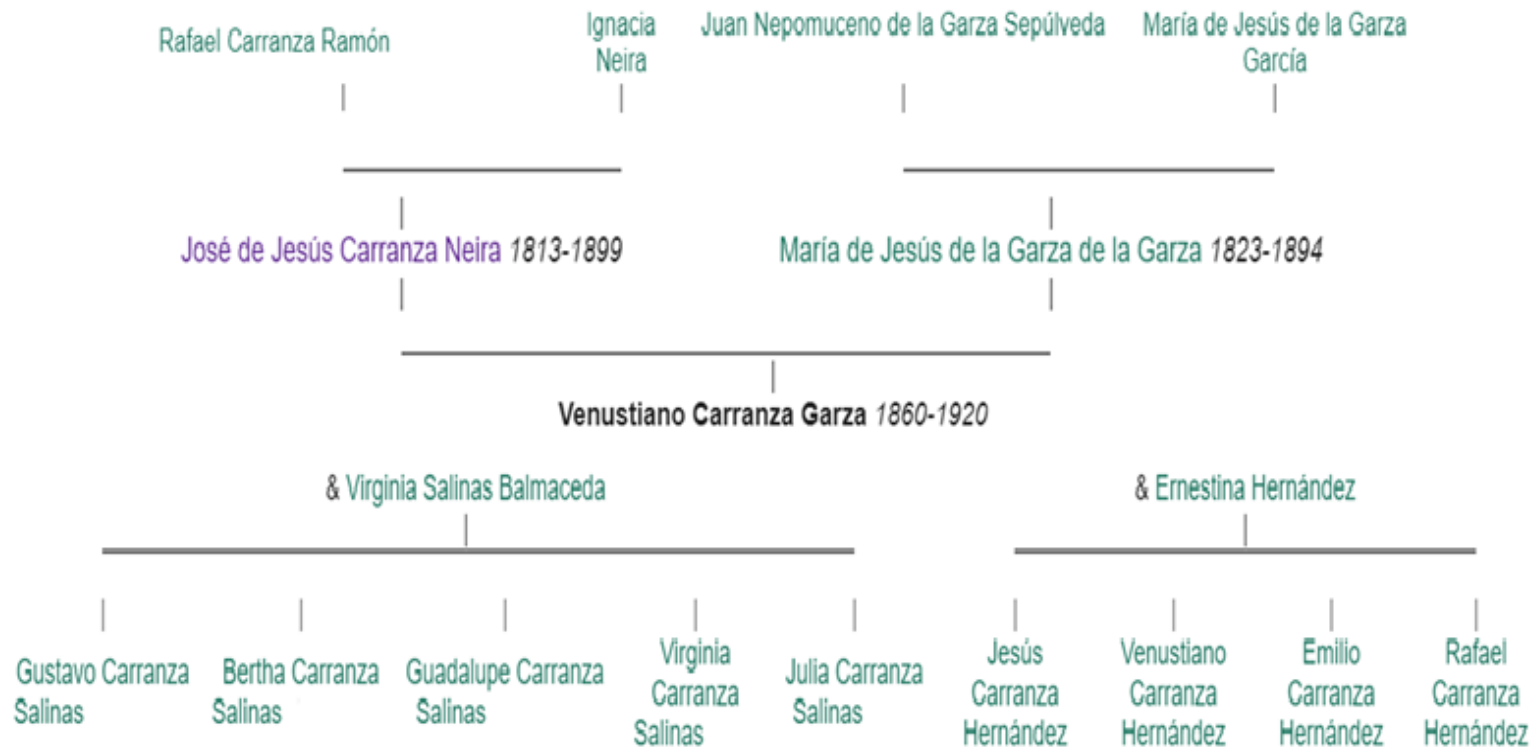 Rafael Carranza Ramón
Ignacia
Neira
Juan Nepomuceno de la Garza Sepúlveda
María de Jesús de la Garza
García
José de Jesús Carranza Neira 1813-1899
María de Jesús de la Garza de la Garza 1823-1894
Venustiano Carranza Garza 1860-1920
& Virginia Salinas Balmaceda
& Ernestina Hernández
Gustavo Carranza
Salinas
Bertha Carranza
Salinas
Guadalupe Carranza
Salinas
Virginia
Carranza
Salinas
Julia Carranza
Salinas
Jesús
Carranza
Hernández
Venustiano
Carranza
Hernández
Emilio
Carranza
Hernández
Rafael
Carranza
Hernández